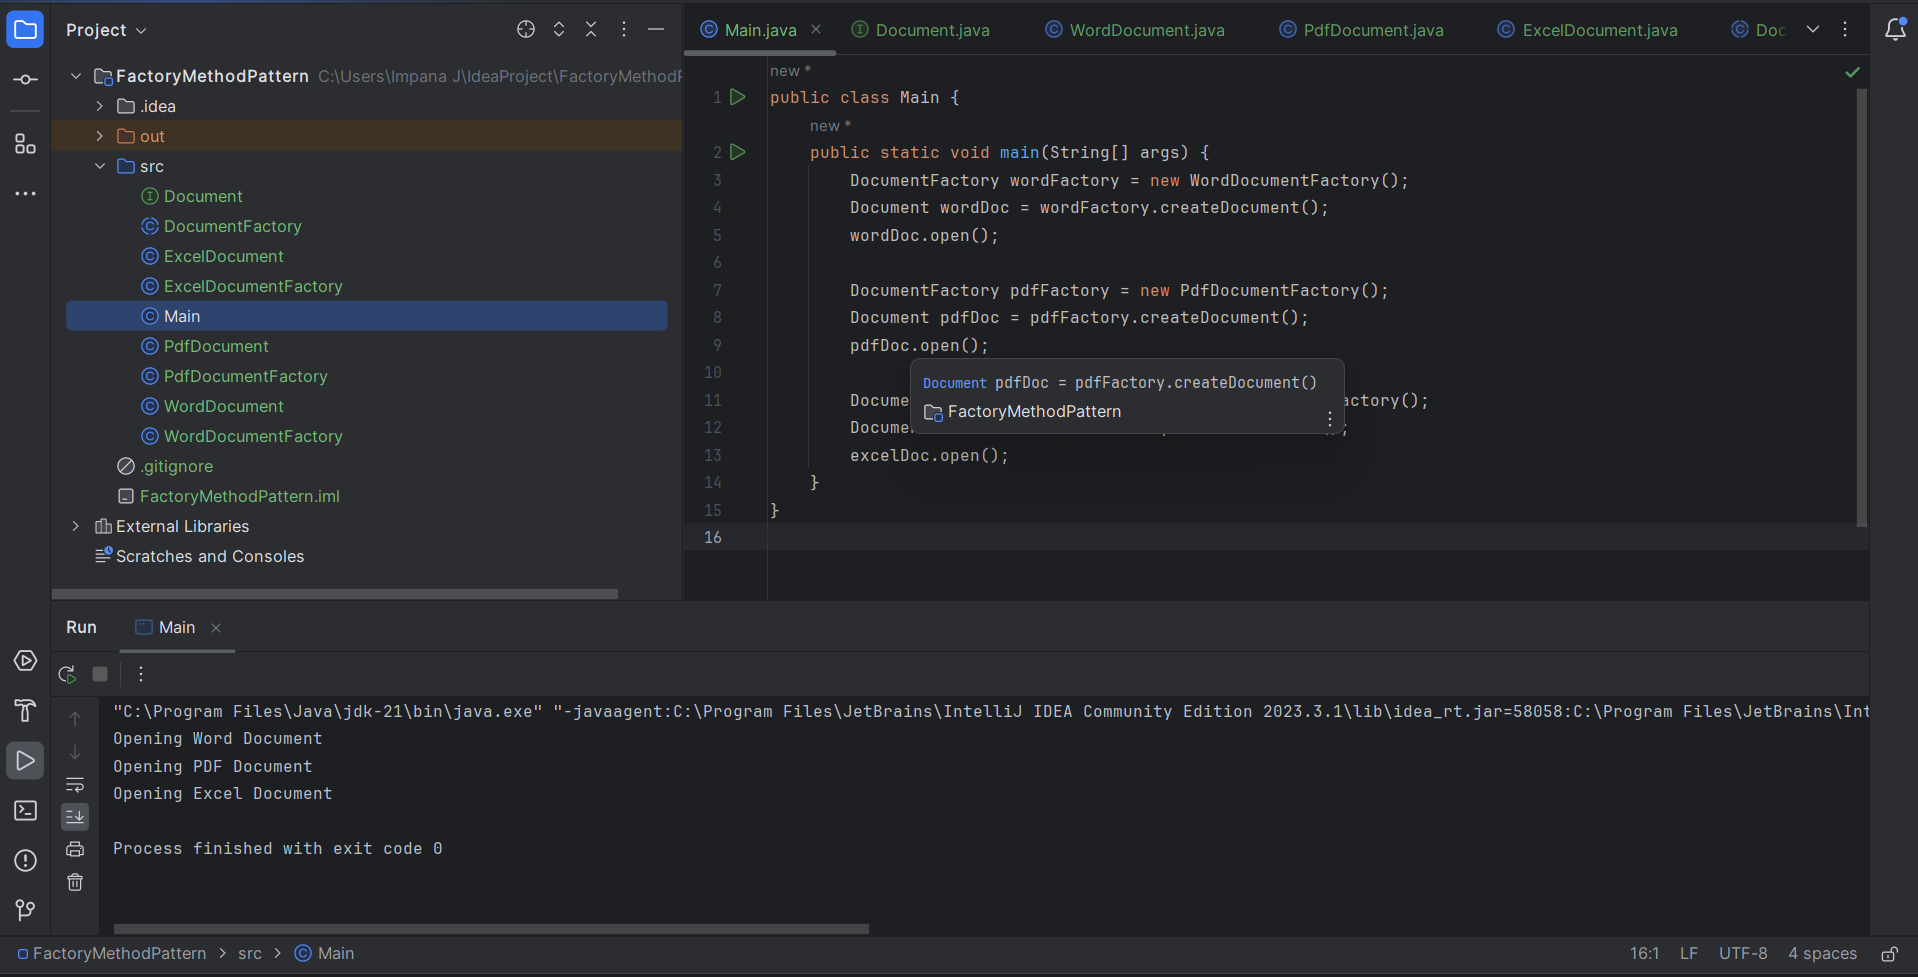 Project
FactoryMethodPattern C:\Users\Impana J\IdeaProject\FactoryMethod
.idea
out
src
Document
DocumentFactory
ExcelDocument
ExcelDocumentFactory
Main
PdfDocument
PdfDocumentFactory
WordDocument
WordDocumentFactory
.gitignore
FactoryMethodPattern.iml
External Libraries
Scratches and Consoles
Main.java Document.java WordDocument.java PdfDocument.java ExcelDocument.java Doc
new *
1 public class Main {
new *
2 public static void main(String[] args) {
3 DocumentFactory wordFactory = new WordDocumentFactory();
4 Document wordDoc = wordFactory.createDocument();
5 wordDoc.open();
6
7 DocumentFactory pdfFactory = new PdfDocumentFactory();
8 Document pdfDoc = pdfFactory.createDocument();
9 pdfDoc.open();
10
Document pdfDoc = pdfFactory.createDocument()
FactoryMethodPattern
11 Docume actory();
12 Docume ;
13 excelDoc.open();
14 }
15 }
16
Run Main
"C:\Program Files\Java\jdk-21\bin\java.exe" "-javaagent:C:\Program Files\JetBrains\IntelliJ IDEA Community Edition 2023.3.1\lib\idea_rt.jar=58058:C:\Program Files\JetBrains\Int
Opening Word Document
Opening PDF Document
Opening Excel Document
Process finished with exit code 0
FactoryMethodPattern > src > Main
16:1 LF UTF-8 4 spaces